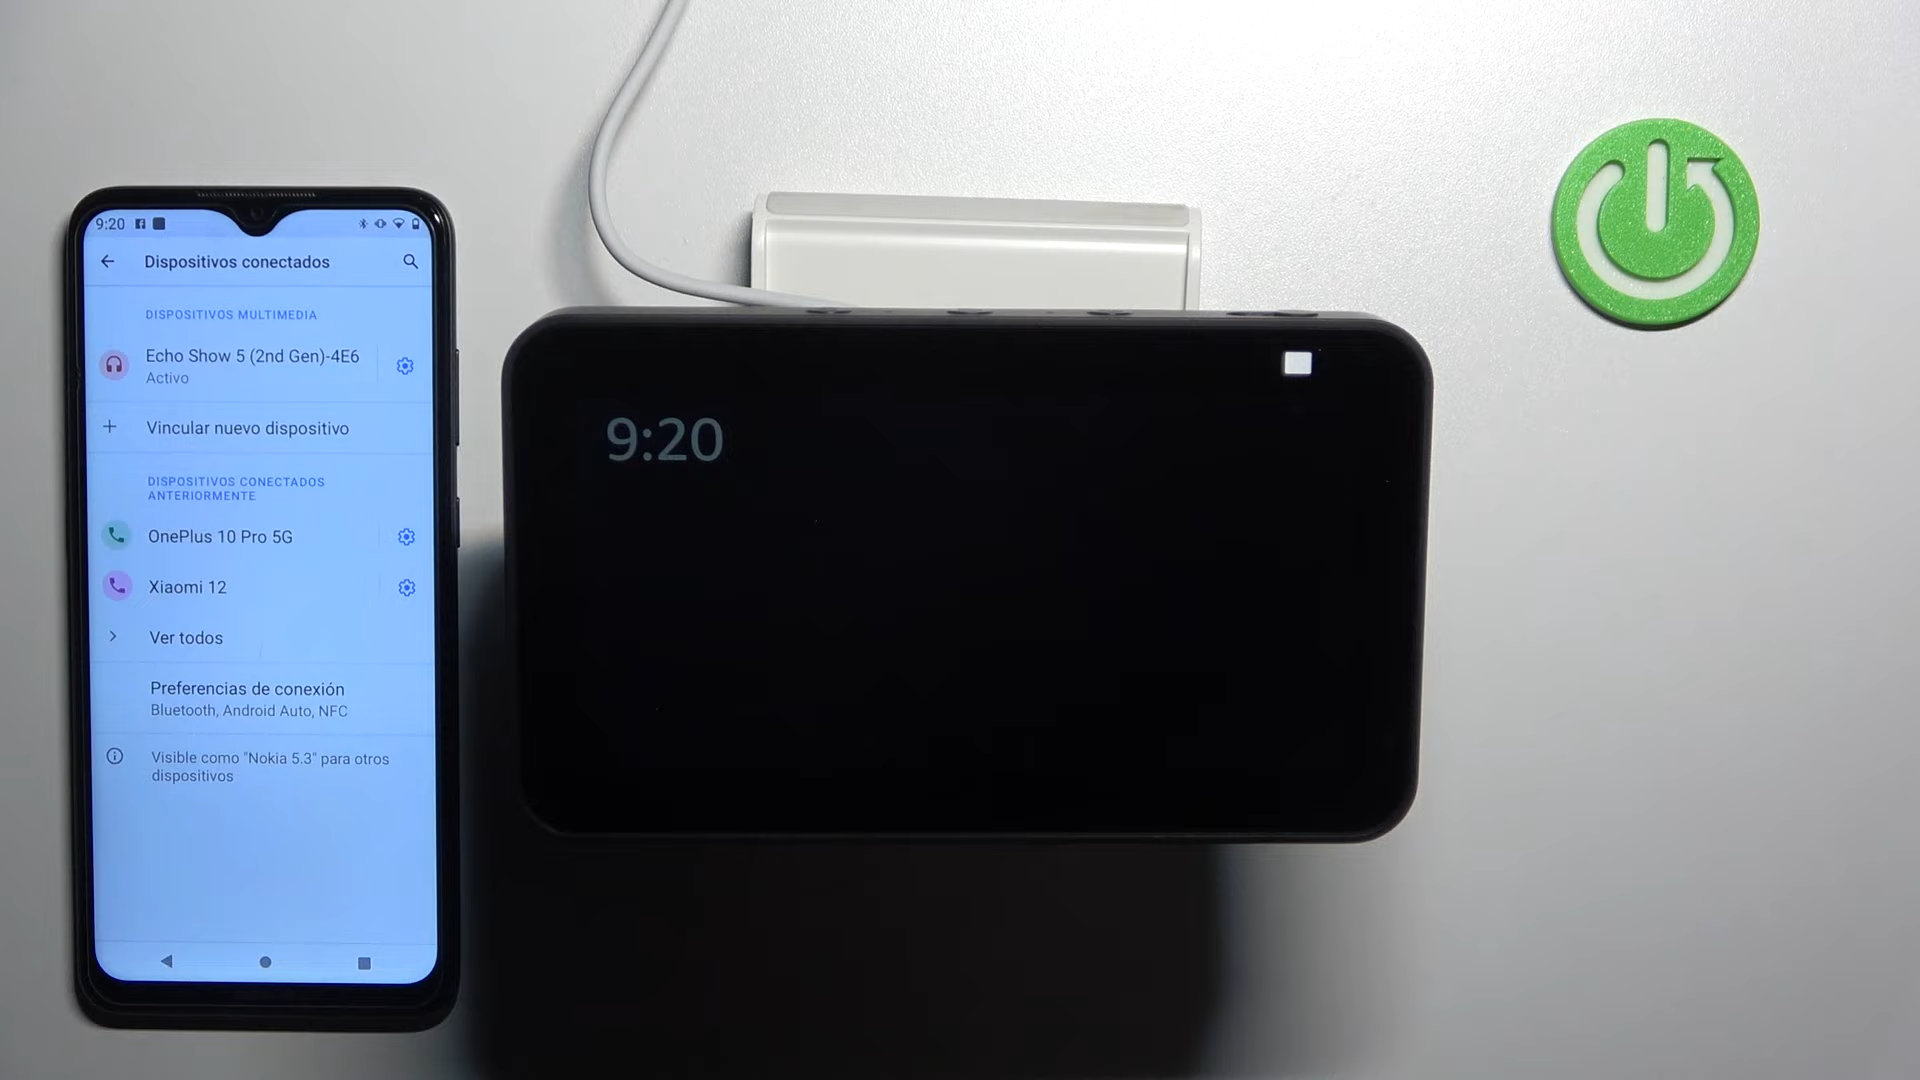 9:20
Dispositivos conectados
DISPOSITIVOS MULTIMEDIA
Echo Show 5 (2nd Gen)-4E6
Activo
Vincular nuevo dispositivo
DISPOSITIVOS CONECTADOS
ANTERIORMENTE
OnePlus 10 Pro 5G
Xiaomi 12
Ver todos
Preferencias de conexión
Bluetooth, Android Auto, NFC
Visible como "Nokia 5.3" para otros
dispositivos
9:20